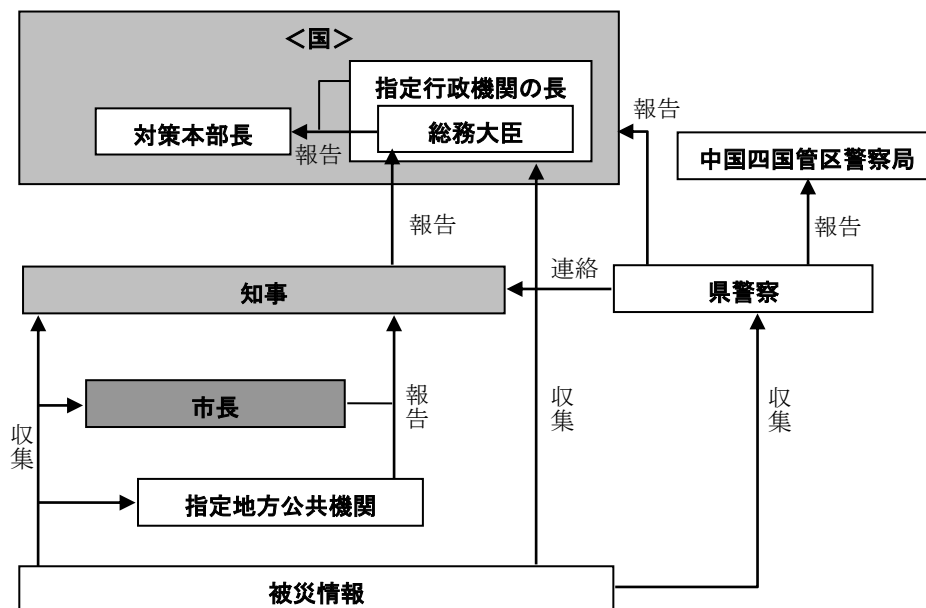 ＜国＞
指定行政機関の長
総務大臣
対策本部長
報告
報告
中国四国管区警察局
報告
報告
連絡
知事
県警察
市長
報告
収集
収集
収集
指定地方公共機関
被災情報